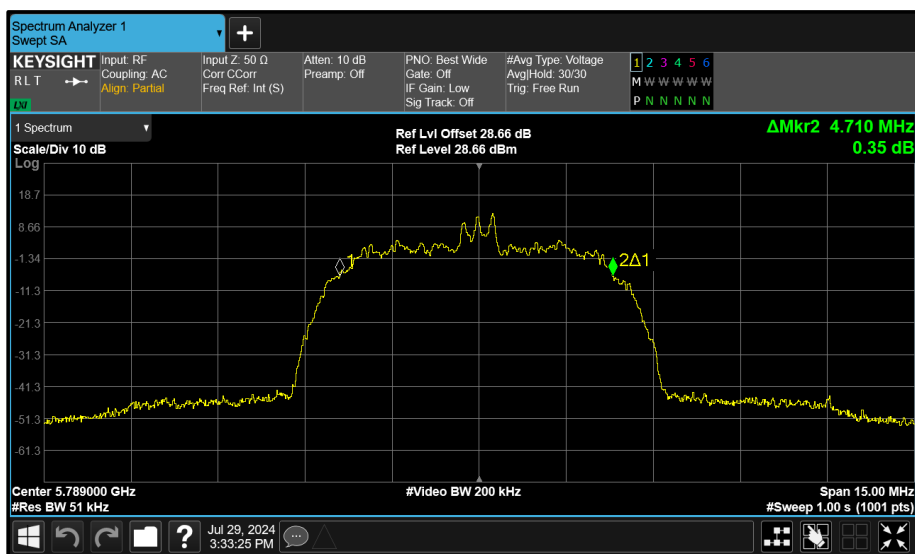 Spectrum Analyzer 1
Swept SA
KEYSIGHT
RLT
LXI
Input: RF
Coupling: AC
Align: Partial
Input Z: 50 Ω
Corr CCorr
Freq Ref: Int (S)
Atten: 10 dB
Preamp: Off
PNO: Best Wide
Gate: Off
IF Gain: Low
Sig Track: Off
#Avg Type: Voltage
Avg|Hold: 30/30
Trig: Free Run
1 2 3 4 5 6
M W W W W W
P N N N N N
1 Spectrum
Scale/Div 10 dB
Ref Lvl Offset 28.66 dB
Ref Level 28.66 dBm
ΔMkr2 4.710 MHz
0.35 dB
Log
18.7
8.66
-1.34
-11.3
-21.3
-31.3
-41.3
-51.3
-61.3
1
2Δ1
Center 5.789000 GHz
#Res BW 51 kHz
#Video BW 200 kHz
Span 15.00 MHz
#Sweep 1.00 s (1001 pts)
?
Jul 29, 2024
3:33:25 PM